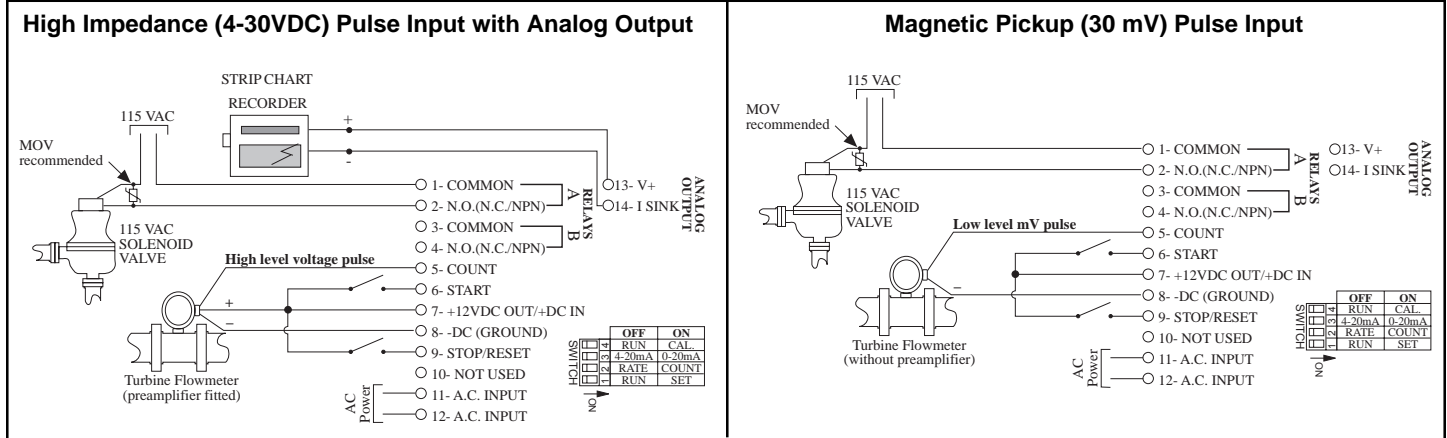 High Impedance (4-30VDC) Pulse Input with Analog Output
STRIP CHART
RECORDER
115 VAC
MOV
recommended
+
-
115 VAC
SOLENOID
VALVE
1- COMMON
2- N.O.(N.C./NPN)
3- COMMON
4- N.O.(N.C./NPN)
5- COUNT
6- START
7- +12VDC OUT/+DC IN
8- -DC (GROUND)
9- STOP/RESET
10- NOT USED
11- A.C. INPUT
12- A.C. INPUT
A
B
RELAYS
13- V+
14- I SINK
ANALOG
OUTPUT
High level voltage pulse
+
–
Turbine Flowmeter
(preamplifier fitted)
AC
Power
SWITCH
OFF ON
4 RUN CAL.
3 4-20mA 0-20mA
2 RATE COUNT
1 RUN SET
ON
Magnetic Pickup (30 mV) Pulse Input
115 VAC
MOV
recommended
115 VAC
SOLENOID
VALVE
1- COMMON
2- N.O.(N.C./NPN)
3- COMMON
4- N.O.(N.C./NPN)
5- COUNT
6- START
7- +12VDC OUT/+DC IN
8- -DC (GROUND)
9- STOP/RESET
10- NOT USED
11- A.C. INPUT
12- A.C. INPUT
A
B
RELAYS
13- V+
14- I SINK
ANALOG
OUTPUT
Low level mV pulse
–
Turbine Flowmeter
(without preamplifier)
AC
Power
SWITCH
OFF ON
4 RUN CAL.
3 4-20mA 0-20mA
2 RATE COUNT
1 RUN SET
ON